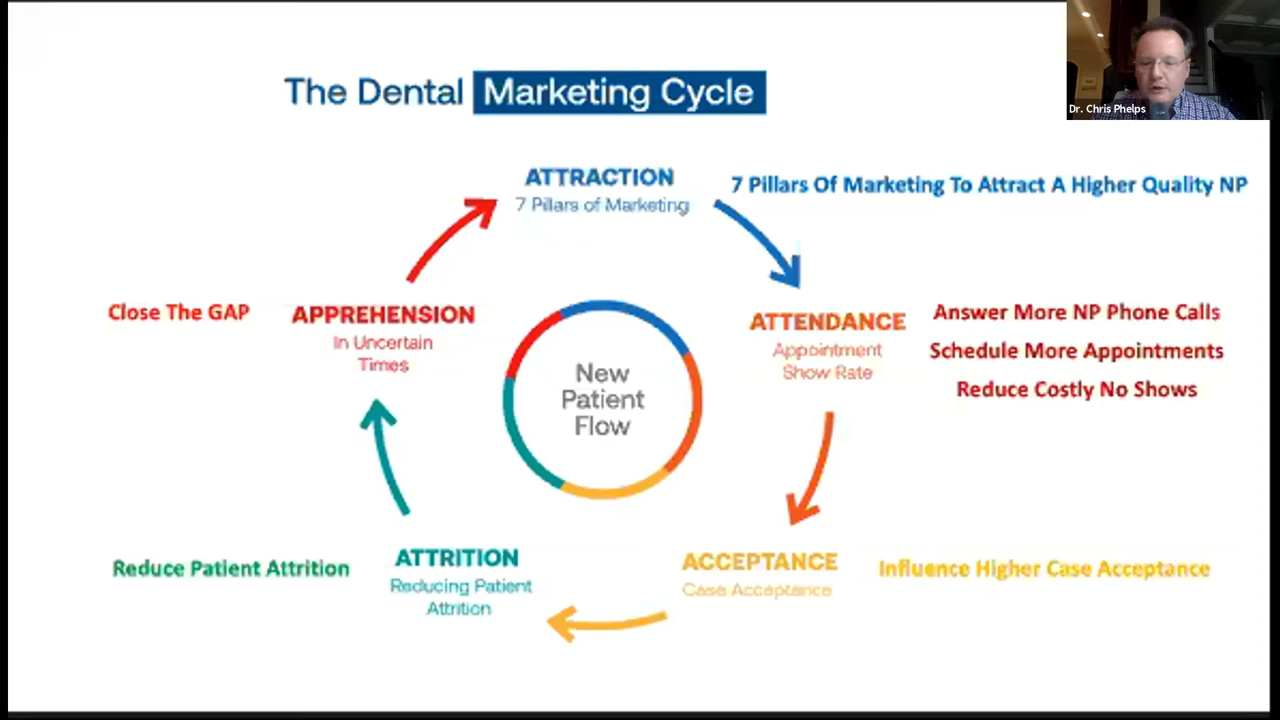 Dr. Chris Phelps
The Dental Marketing Cycle
ATTRACTION
7 Pillars of Marketing
7 Pillars Of Marketing To Attract A Higher Quality NP
Close The GAP
APPREHENSION
In Uncertain
Times
ATTENDANCE
Appointment
Show Rate
Answer More NP Phone Calls
Schedule More Appointments
Reduce Costly No Shows
New
Patient
Flow
Reduce Patient Attrition
ATTRITION
Reducing Patient
Attrition
ACCEPTANCE
Case Acceptance
Influence Higher Case Acceptance